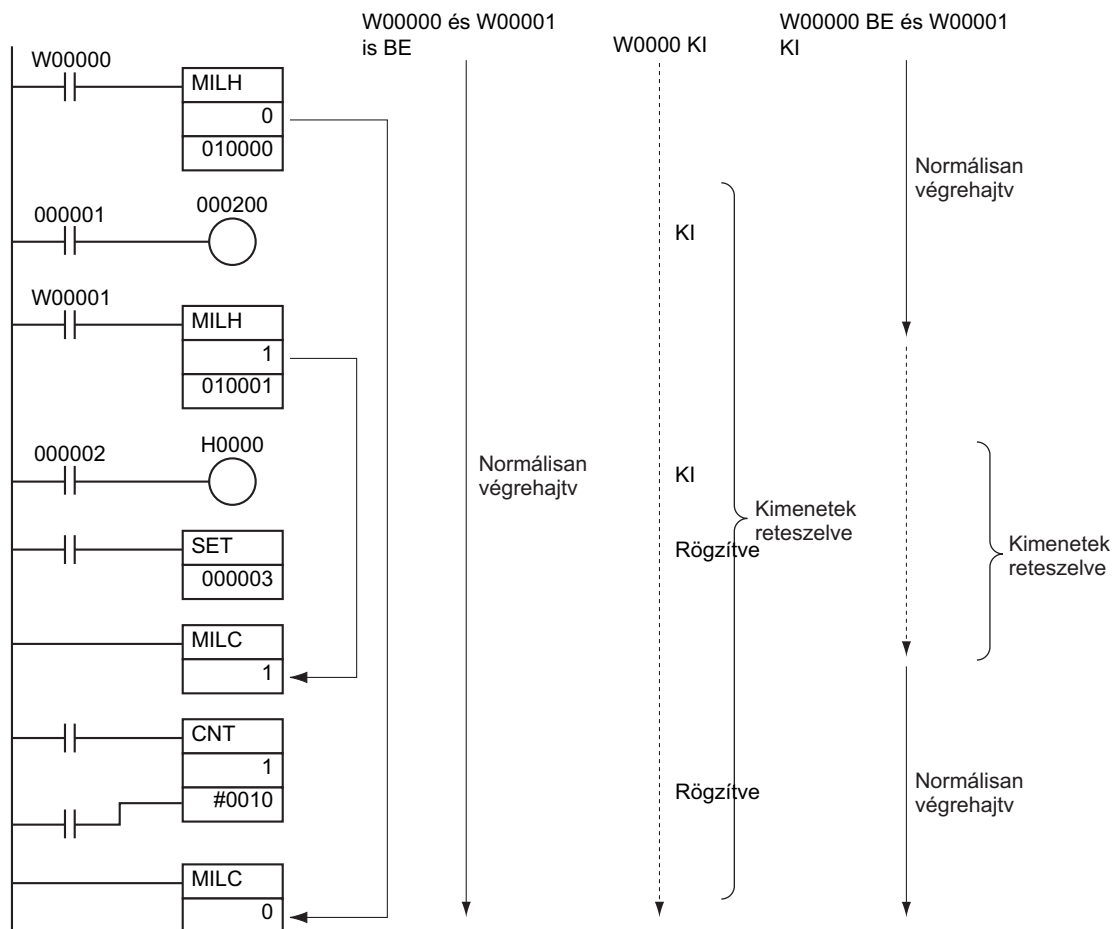 W00000 és W00001
is BE
W0000 KI
W00000 BE és W00001
KI
W00000
MILH
0
010000
000001
000200
W00001
MILH
1
010001
000002
H0000
SET
000003
MILC
1
CNT
1
#0010
MILC
0
Normálisan
végrehajtv
KI
KI
Rögzítve
Rögzítve
Kimenetek
reteszelve
Normálisan
végrehajtv
Kimenetek
reteszelve
Normálisan
végrehajtv